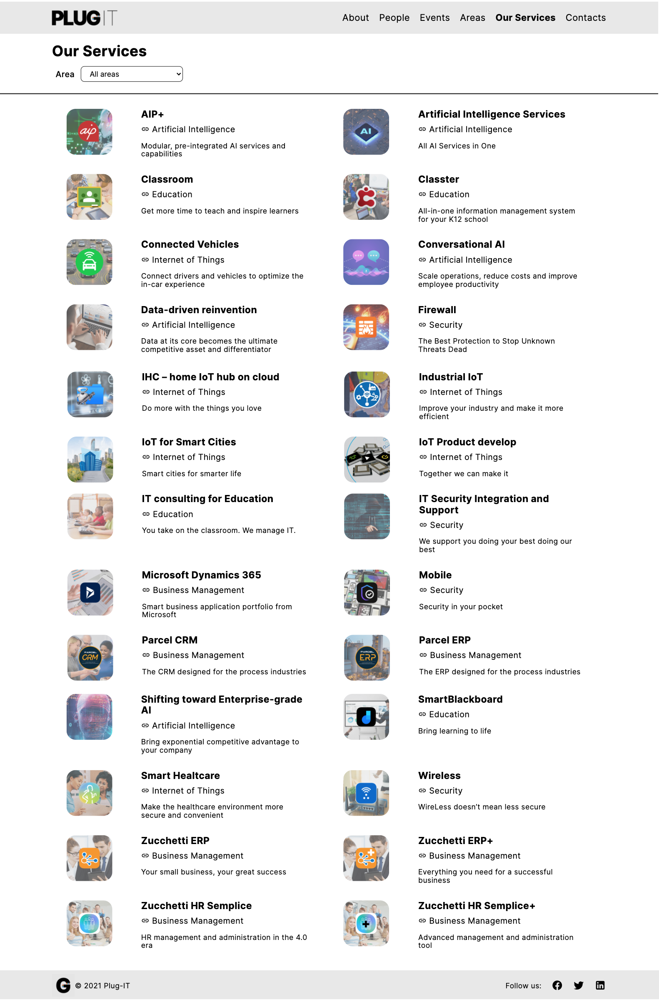 PLUG IT
About People Events Areas Our Services Contacts
Our Services
Area All areas
aip
AIP+
Artificial Intelligence
Modular, pre-integrated AI services and
capabilities
AI
Artificial Intelligence Services
Artificial Intelligence
All AI Services in One
Classroom
Education
Get more time to teach and inspire learners
Classter
Education
All-in-one information management system
for your K12 school
Connected Vehicles
Internet of Things
Connect drivers and vehicles to optimize the
in-car experience
Conversational AI
Artificial Intelligence
Scale operations, reduce costs and improve
employee productivity
Data-driven reinvention
Artificial Intelligence
Data at its core becomes the ultimate
competitive asset and differentiator
Firewall
Security
The Best Protection to Stop Unknown
Threats Dead
IHC – home IoT hub on cloud
Internet of Things
Do more with the things you love
Industrial IoT
Internet of Things
Improve your industry and make it more
efficient
IoT for Smart Cities
Internet of Things
Smart cities for smarter life
IoT Product develop
Internet of Things
Together we can make it
IT consulting for Education
Education
You take on the classroom. We manage IT.
IT Security Integration and
Support
Security
We support you doing your best doing our
best
Microsoft Dynamics 365
Business Management
Smart business application portfolio from
Microsoft
Mobile
Security
Security in your pocket
PARCEL
CRM
Parcel CRM
Business Management
The CRM designed for the process industries
PARCEL
ERP
Parcel ERP
Business Management
The ERP designed for the process industries
Shifting toward Enterprise-grade
AI
Artificial Intelligence
Bring exponential competitive advantage to
your company
SmartBlackboard
Education
Bring learning to life
Smart Healtcare
Internet of Things
Make the healthcare environment more
secure and convenient
Wireless
Security
WireLess doesn’t mean less secure
Zucchetti ERP
Business Management
Your small business, your great success
Zucchetti ERP+
Business Management
Everything you need for a successful
business
Zucchetti HR Semplice
Business Management
HR management and administration in the 4.0
era
Zucchetti HR Semplice+
Business Management
Advanced management and administration
tool
G © 2021 Plug-IT
Follow us: